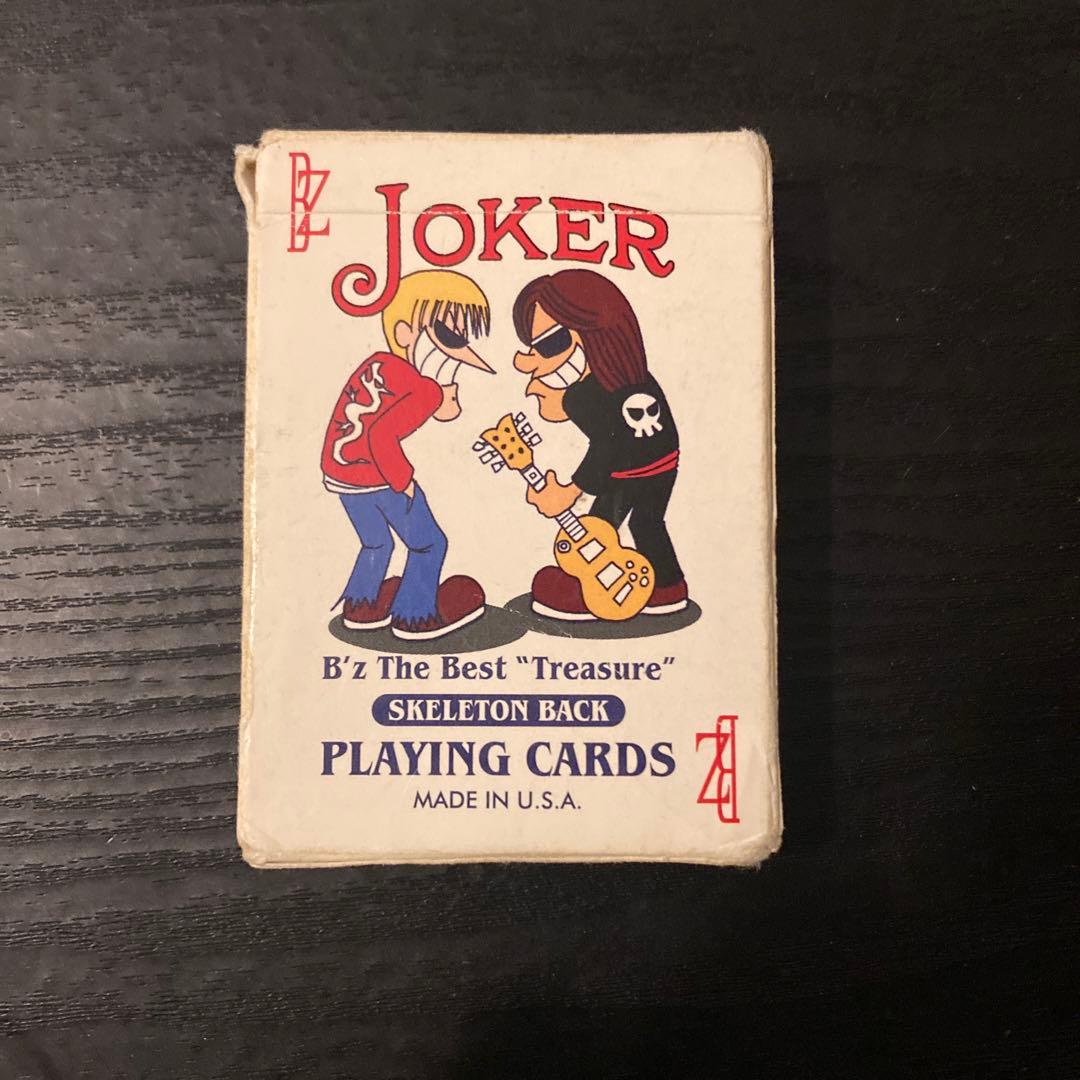 B'z
JOKER
B'z The Best "Treasure"
SKELETON BACK
PLAYING CARDS
MADE IN U.S.A.
B'z